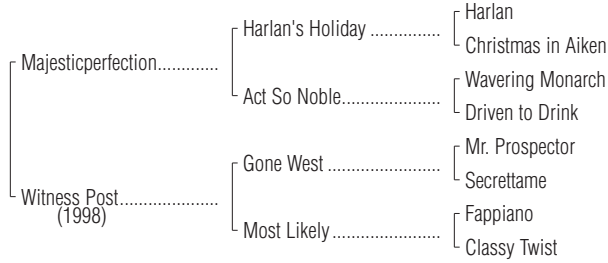 Harlan
Harlan's Holiday ................
Christmas in Aiken
Majesticperfection.............
Wavering Monarch
Act So Noble.....................
Driven to Drink
Mr. Prospector
Gone West ........................
Secrettame
Witness Post......................
(1998)
Fappiano
Most Likely .......................
Classy Twist